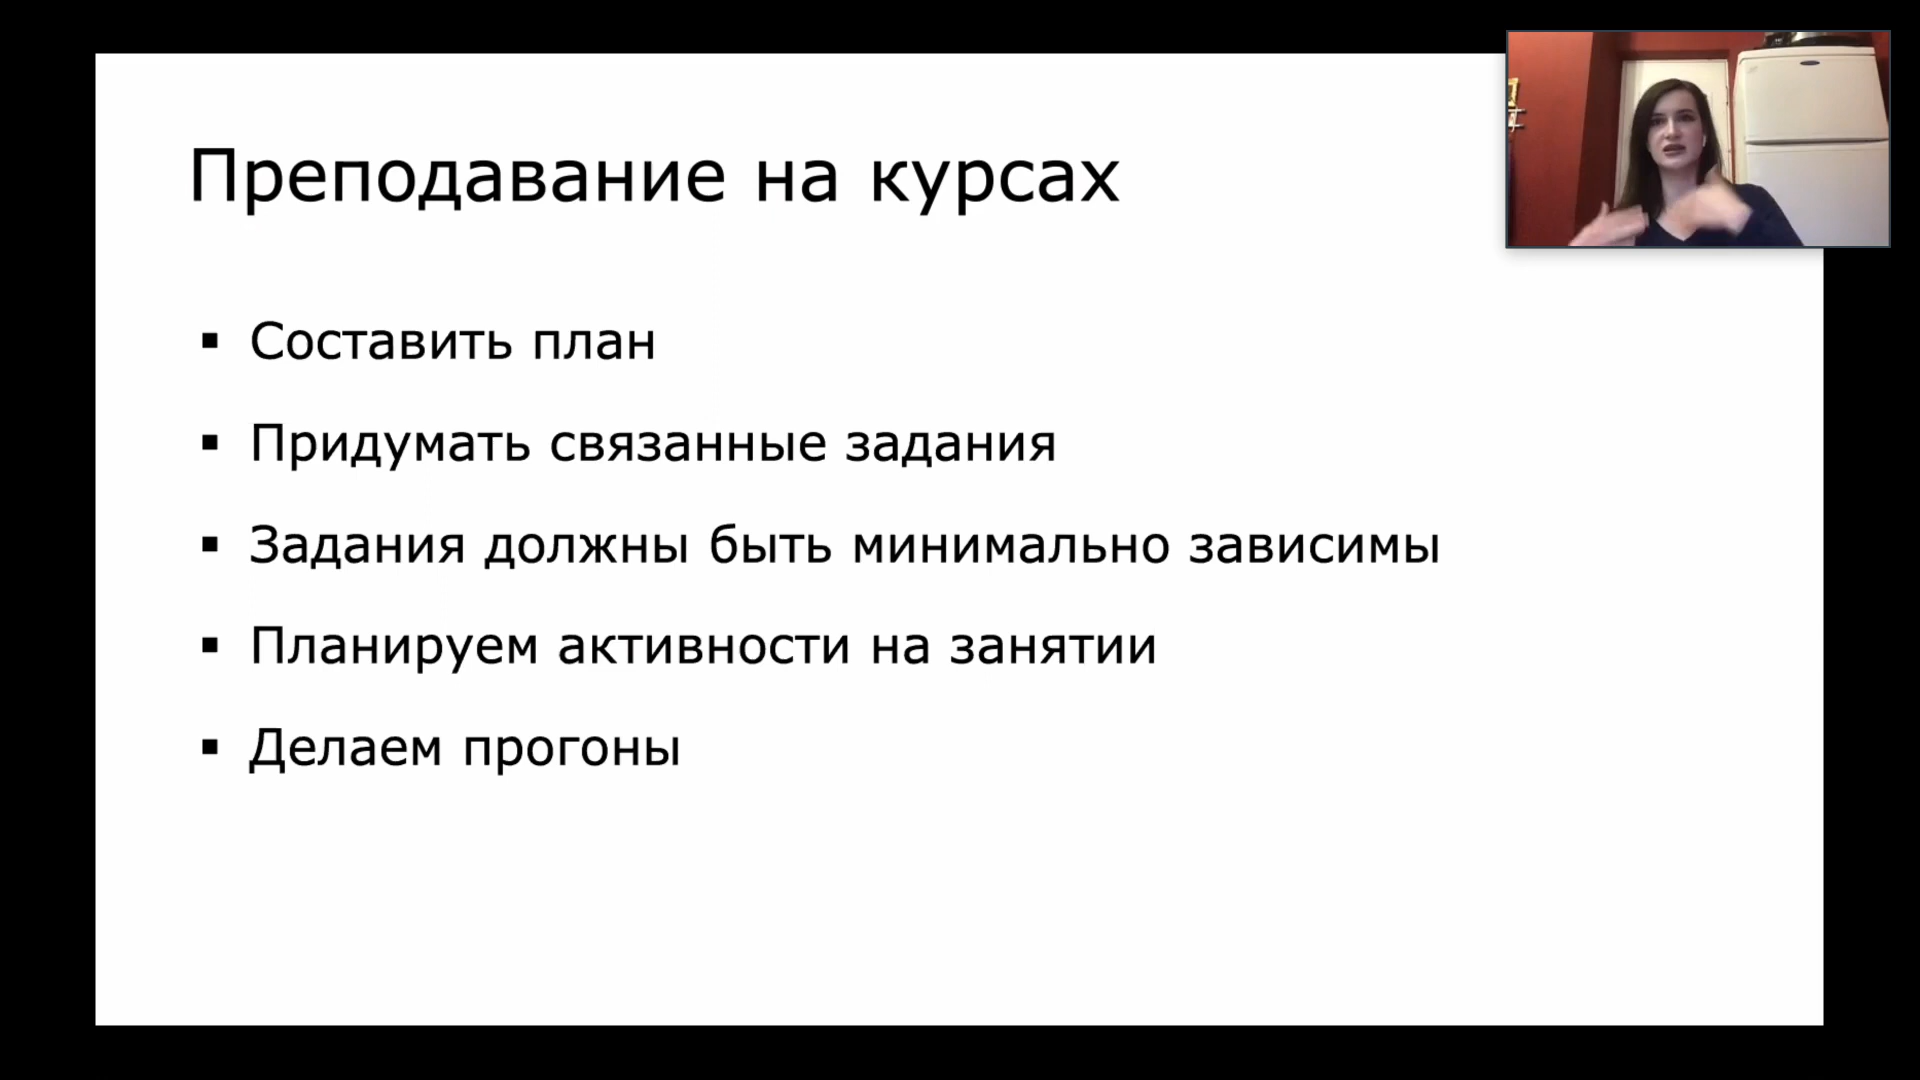 Преподавание на курсах
▪ Составить план
▪ Придумать связанные задания
▪ Задания должны быть минимально зависимы
▪ Планируем активности на занятии
▪ Делаем прогоны